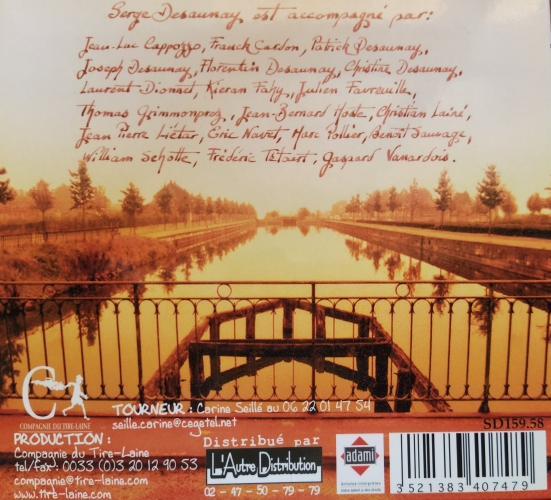 Serge Desaunay est accompagné par:
Jean-Luc Cappozzo, Franck Gardon, Patrick Desaunay,
Joseph Desaunay, Florentin Desaunay, Christine Desaunay,
Laurent Dionnet, Kieran Fahy, Julien Favreuille,
Thomas Grimmonprez, Jean-Bernard Hoste, Christian Lainé,
Jean Pierre Liétar, Eric Navet, Marc Pollier, Benoît Sauvage,
William Schotte, Frédéric Tétaert, Gaspard Vanardois.
COMPAGNIE DU TIRE-LAINE
TOURNEUR : Carine Seillé au 06 22 01 47 54
seille.carine@cegetel.net
PRODUCTION :
Compagnie du Tire-Laine
tel/fax: 0033 (0)3 20 12 90 53
compagnie@tire-laine.com
www.tire-laine.com
Distribué par
L'Autre Distribution
02 - 47 - 50 - 79 - 79
adami
SD159.58
3 521383 407479